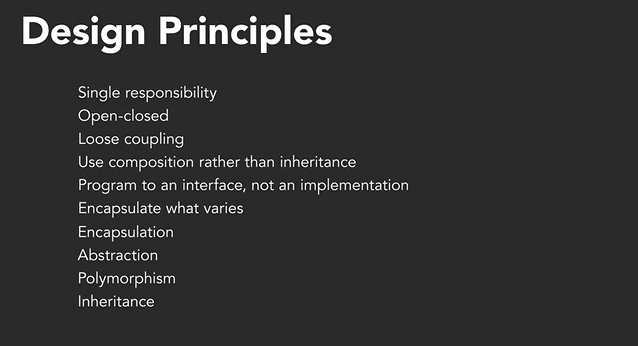 Design Principles
Single responsibility
Open-closed
Loose coupling
Use composition rather than inheritance
Program to an interface, not an implementation
Encapsulate what varies
Encapsulation
Abstraction
Polymorphism
Inheritance